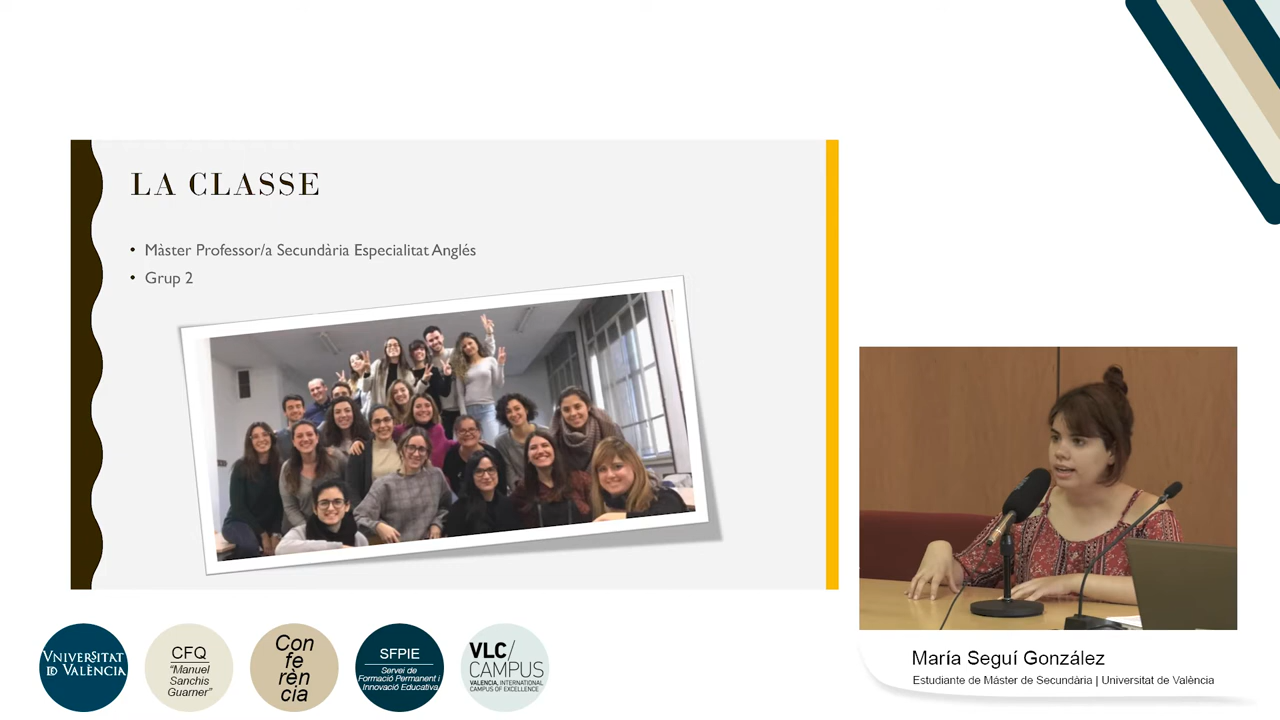 LA CLASSE
• Màster Professor/a Secundària Especialitat Anglés
• Grup 2
María Seguí González
Estudiante de Máster de Secundària | Universitat de València
VNIVERSITAT
D VALÈNCIA
CFQ
"Manuel
Sanchis
Guarner"
Con
fe
rèn
cia
SFPIE
Servei de
Formació Permanent i
Innovació Educativa
VLC/
CAMPUS
VALENCIA, INTERNATIONAL
CAMPUS OF EXCELLENCE